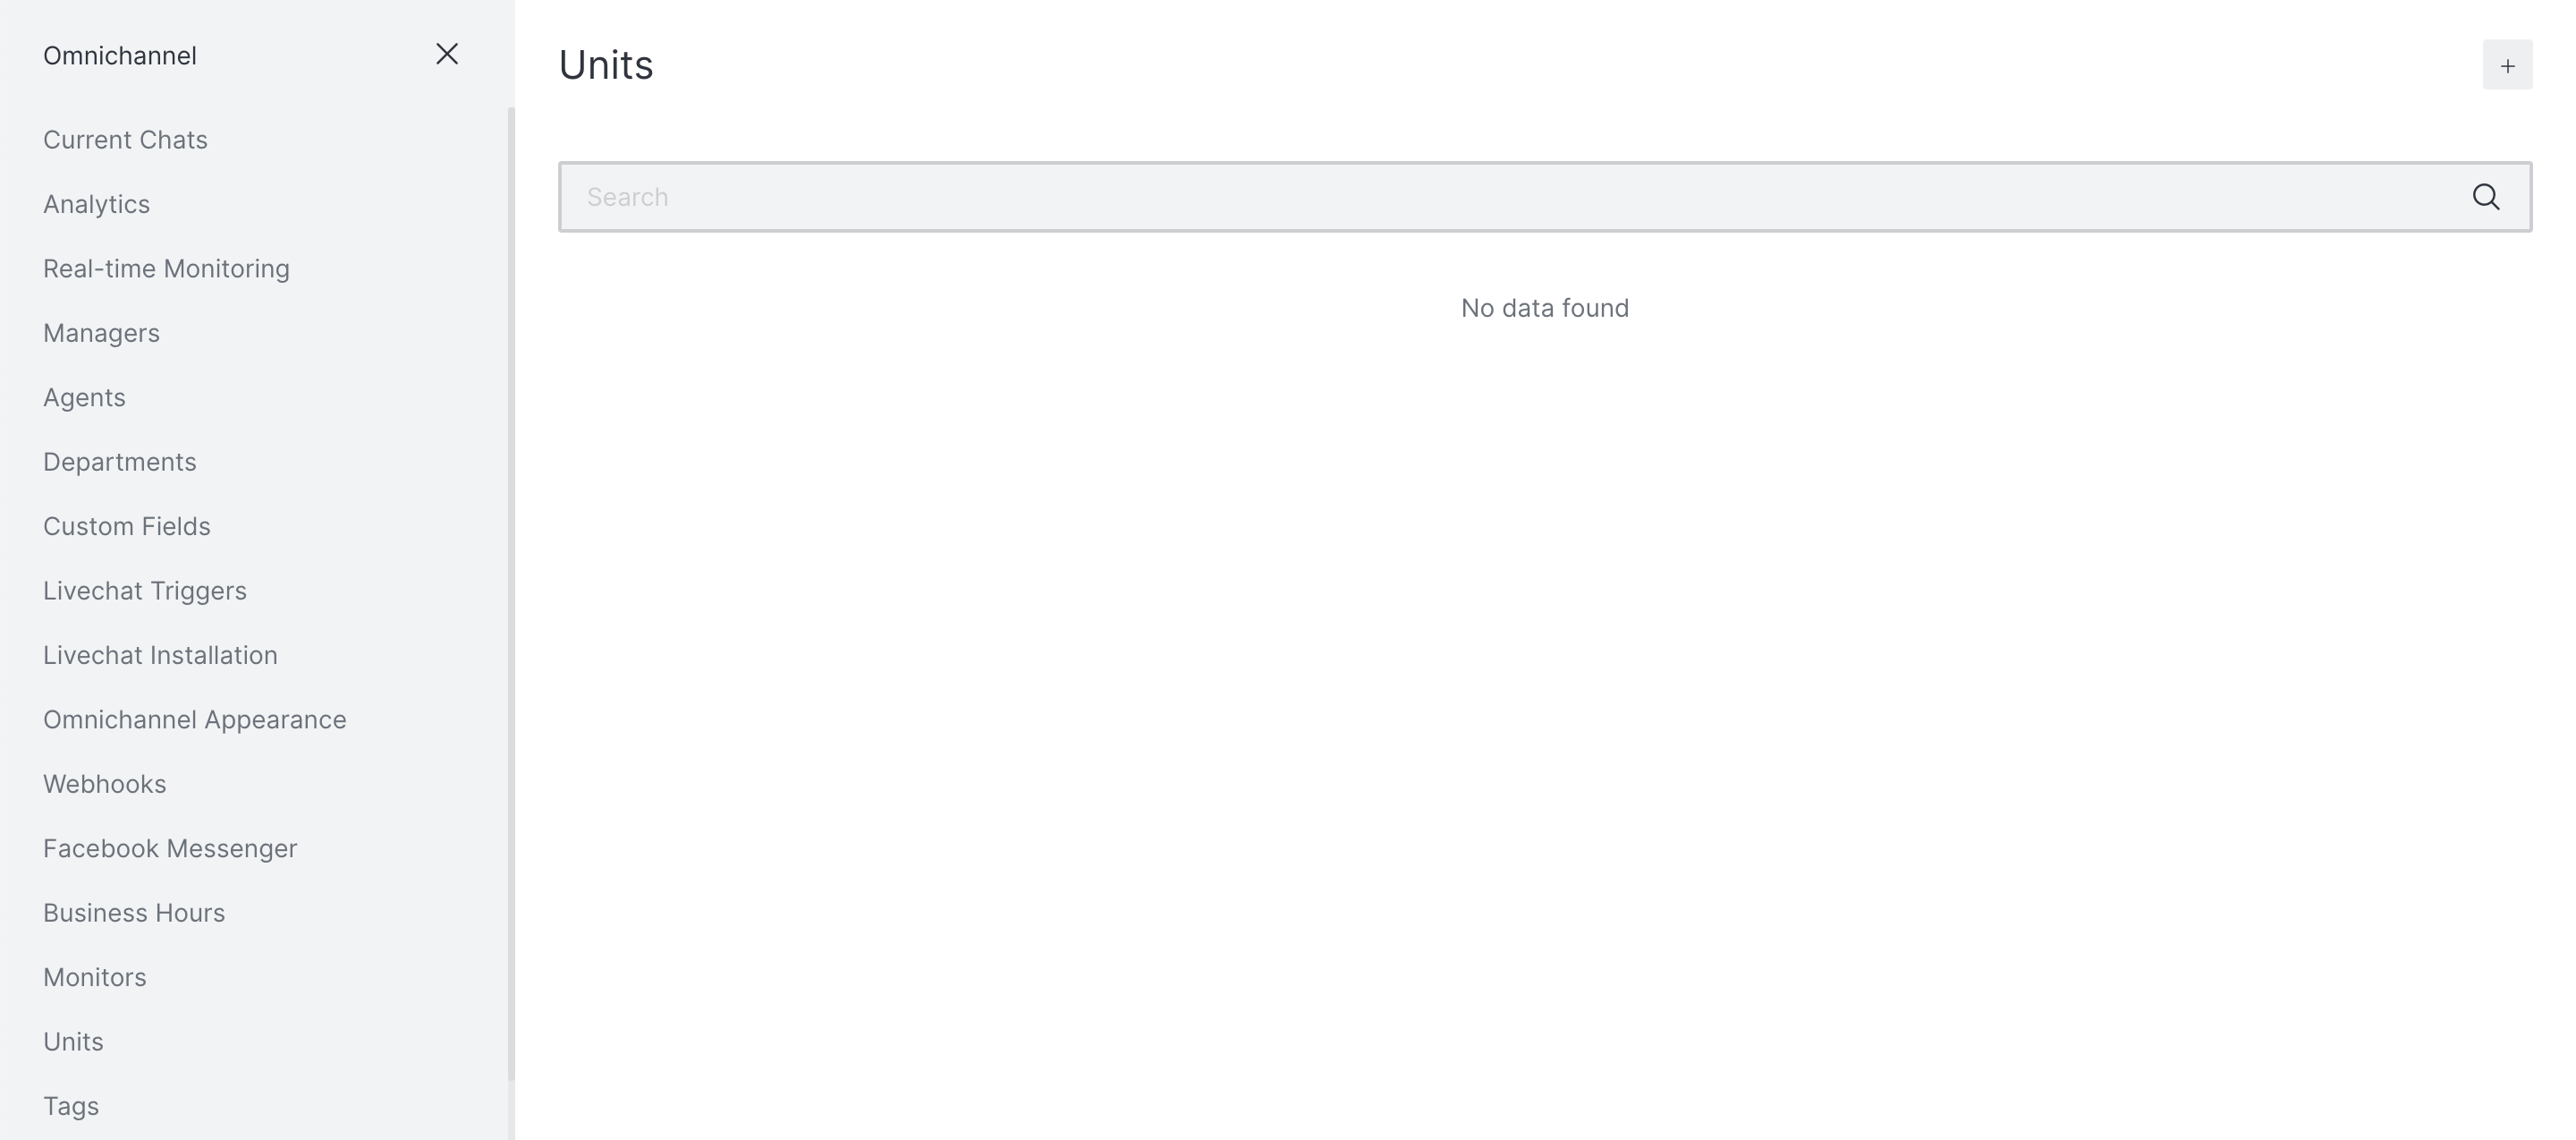 Omnichannel
Current Chats
Analytics
Real-time Monitoring
Managers
Agents
Departments
Custom Fields
Livechat Triggers
Livechat Installation
Omnichannel Appearance
Webhooks
Facebook Messenger
Business Hours
Monitors
Units
Tags
Units
Search
No data found